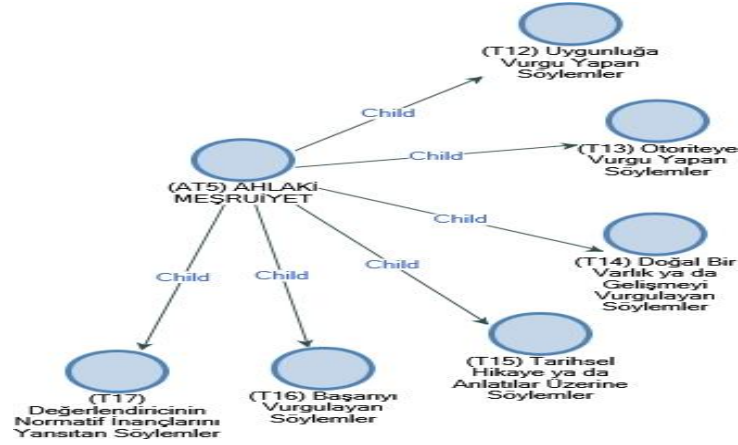 (T12) Uygunluğa
Vurgu Yapan
Söylemler
Child
(T13) Otoriteye
Vurgu Yapan
Söylemler
Child
(AT5) AHLAKİ
MEŞRUİYET
Child
(T14) Doğal Bir
Varlık ya da
Gelişmeyi
Vurgulayan
Söylemler
Child
Child
Child
(T15) Tarihsel
Hikaye ya da
Anlatılar Üzerine
Söylemler
(T16) Başarıyı
Vurgulayan
Söylemler
(T17)
Değerlendiricinin
Normatif İnançlarını
Yansıtan Söylemler